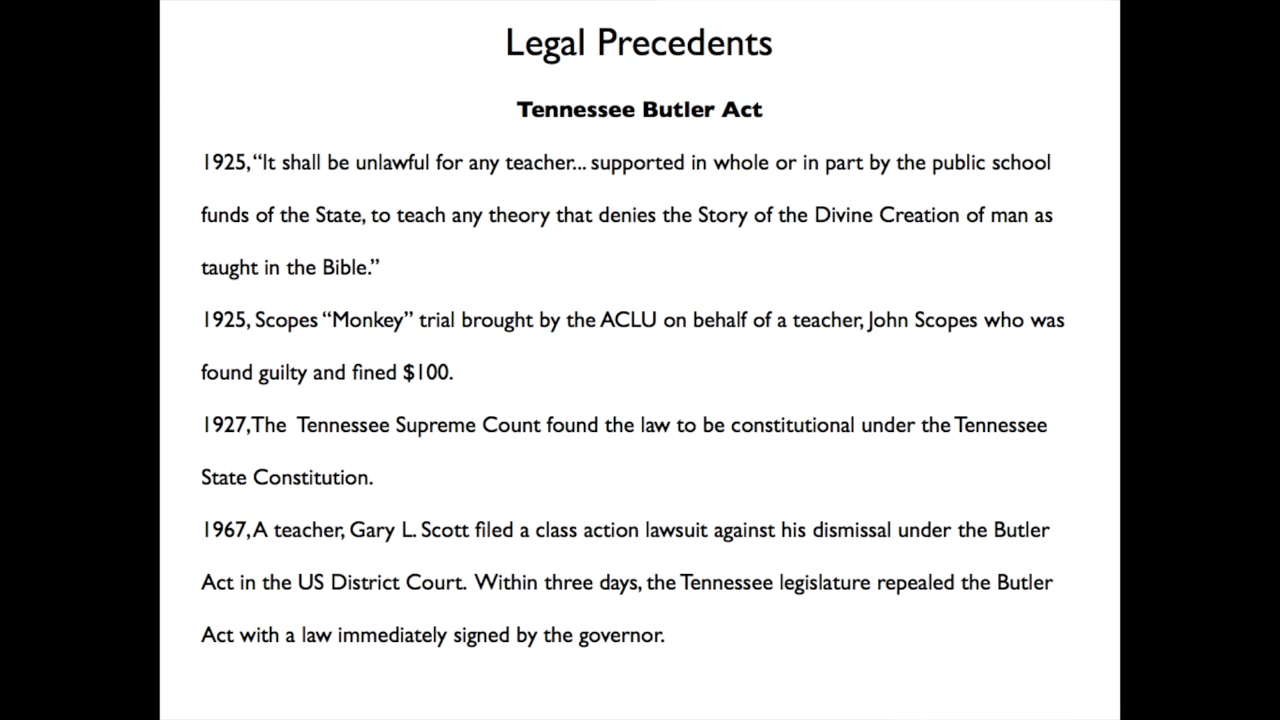 Legal Precedents
Tennessee Butler Act
1925, “It shall be unlawful for any teacher... supported in whole or in part by the public school
funds of the State, to teach any theory that denies the Story of the Divine Creation of man as
taught in the Bible.”
1925, Scopes “Monkey” trial brought by the ACLU on behalf of a teacher, John Scopes who was
found guilty and fined $100.
1927, The  Tennessee Supreme Count found the law to be constitutional under the Tennessee
State Constitution.
1967, A teacher, Gary L. Scott filed a class action lawsuit against his dismissal under the Butler
Act in the US District Court.  Within three days, the Tennessee legislature repealed the Butler
Act with a law immediately signed by the governor.